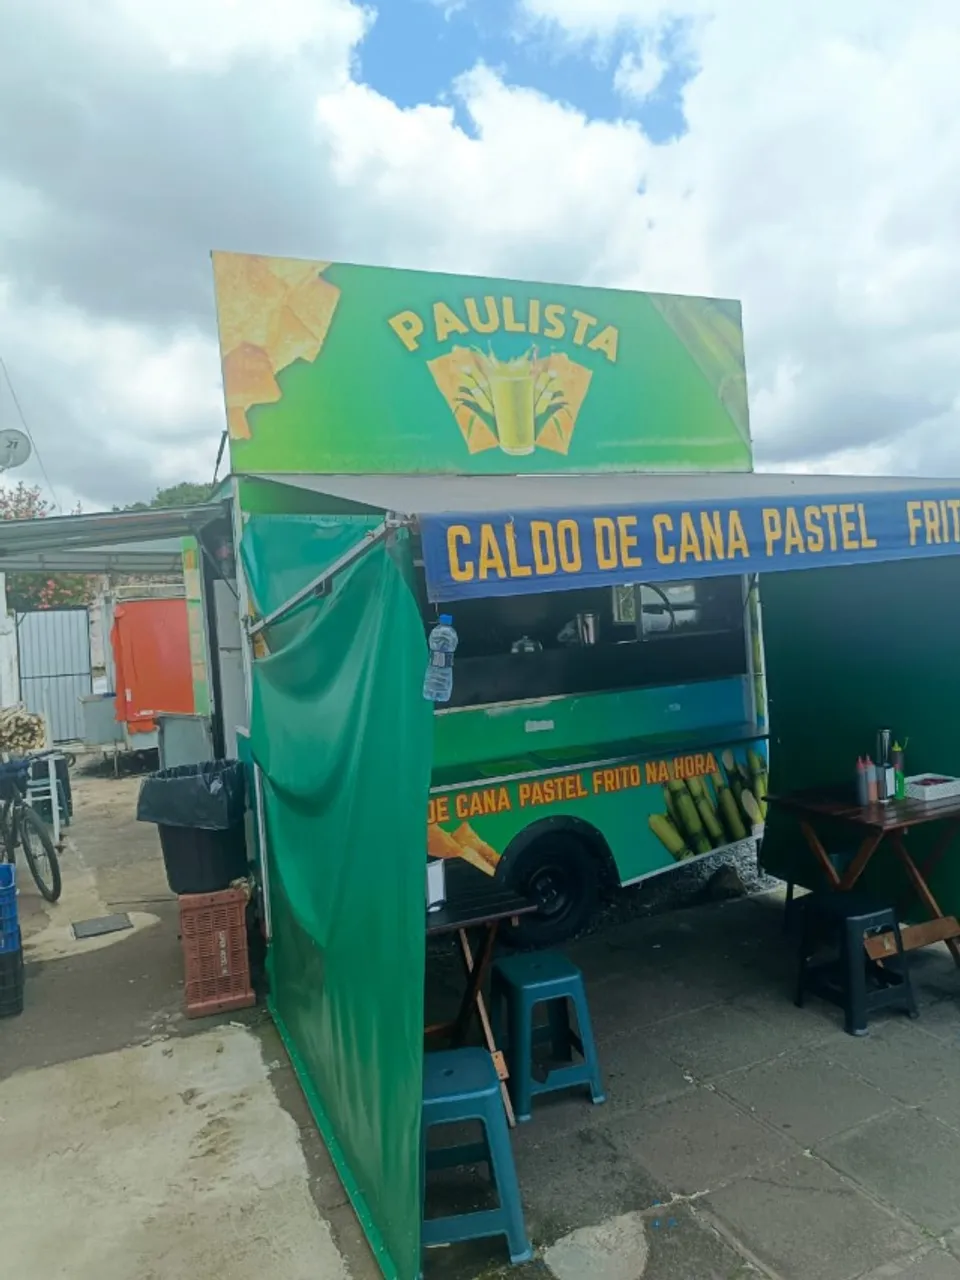 PAULISTA
CALDO DE CANA PASTEL FRIT
DE CANA PASTEL FRITO NA HORA